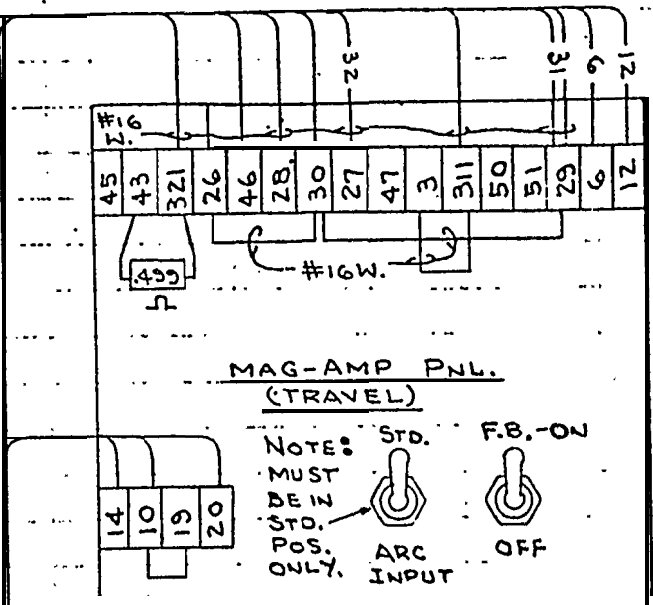 32 31 6 12
#16
W.
45 43 321 26 46 28. 30 27 47 3 311 50 51 29 6 12
.499
Ω
#16W.
MAG-AMP PNL.
(TRAVEL)
NOTE:
MUST
BE IN
STD.
POS.
ONLY.
STD.
ARC
INPUT
F.B.-ON
OFF
14 10 19 20